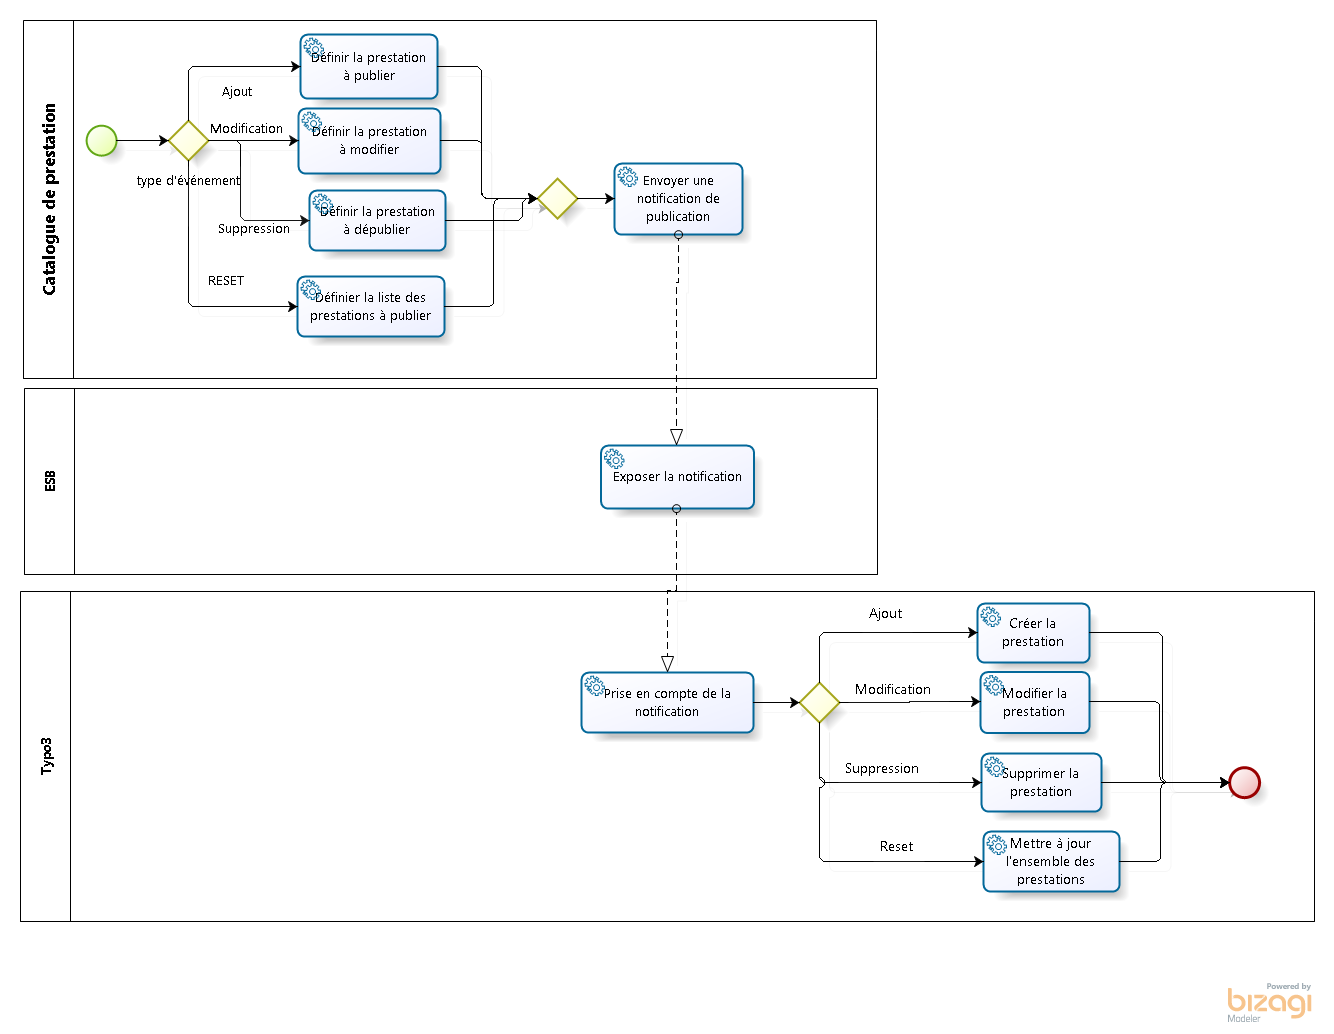 Catalogue de prestation
type d'événement
Ajout
Modification
Suppression
RESET
Définir la prestation
à publier
Définir la prestation
à modifier
Définir la prestation
à dépublier
Définier la liste des
prestations à publier
Envoyer une
notification de
publication
ESB
Exposer la notification
Typo3
Prise en compte de la
notification
Ajout
Modification
Suppression
Reset
Créer la
prestation
Modifier la
prestation
Supprimer la
prestation
Mettre à jour
l'ensemble des
prestations
Powered by
bizagi
Modeler